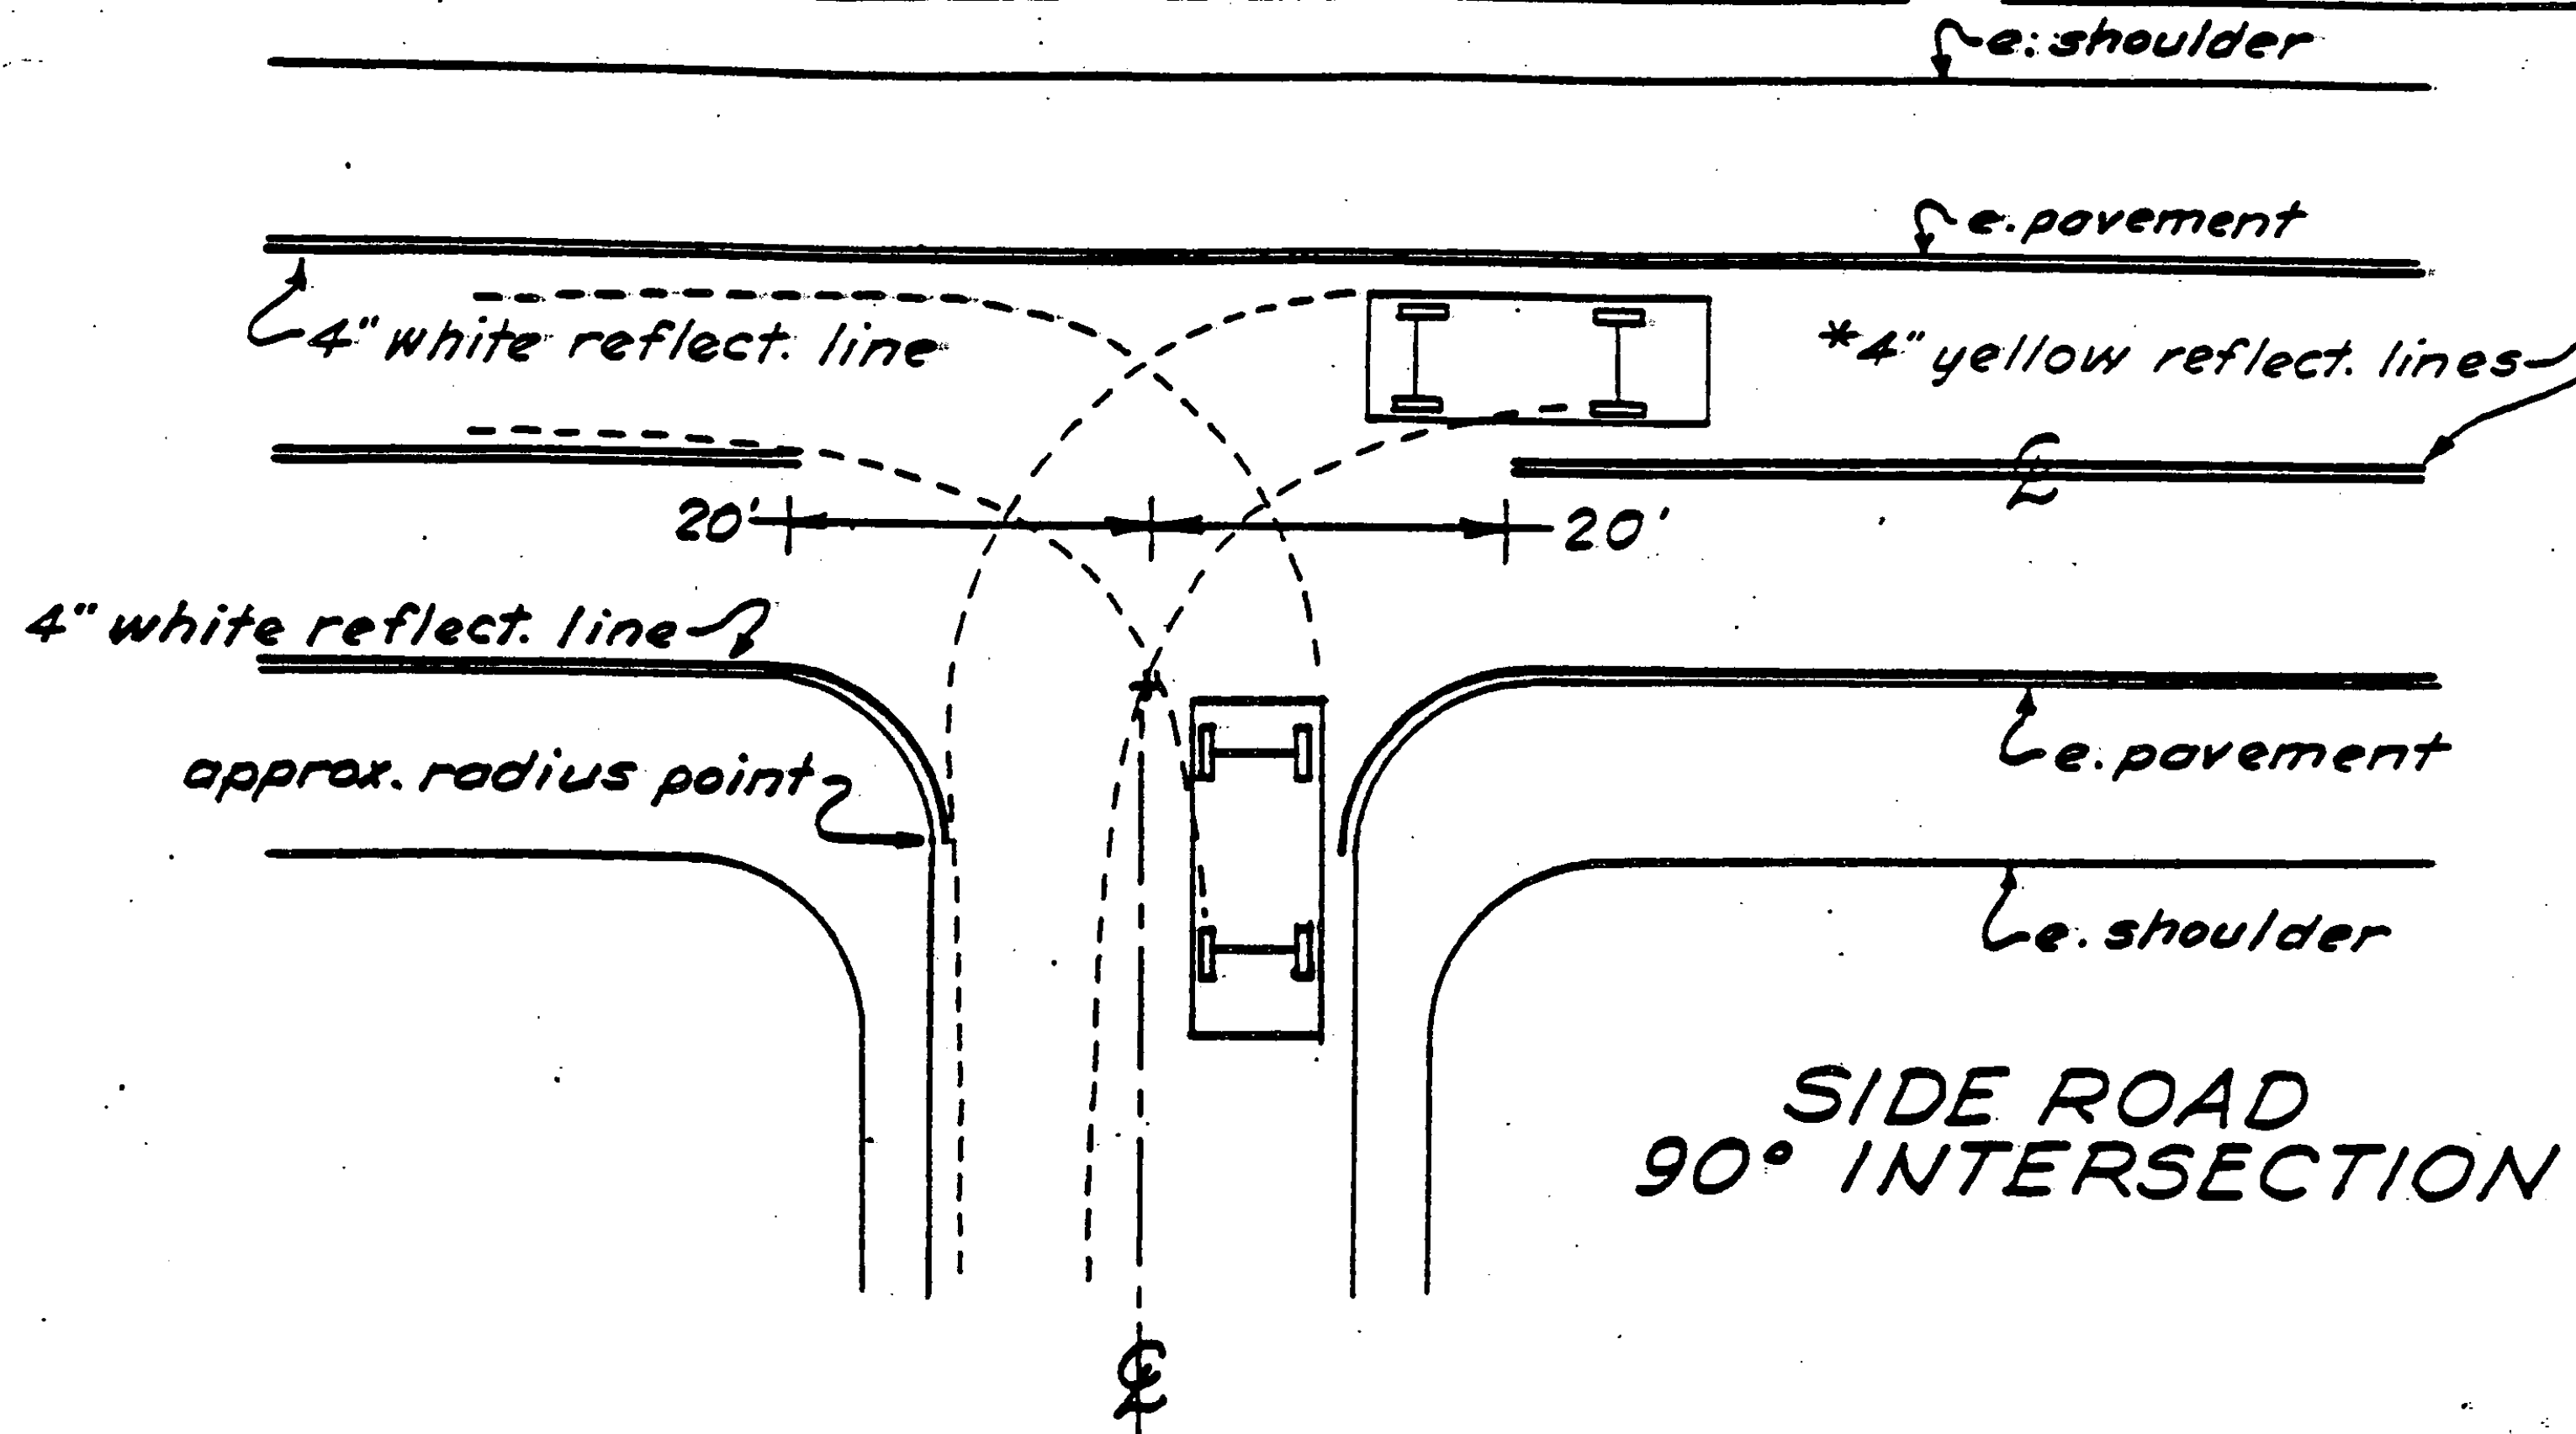 e. shoulder
e. pavement
4" white reflect. line
*4" yellow reflect. lines
℄
20'
20'
4" white reflect. line
e. pavement
approx. radius point
e. shoulder
SIDE ROAD
90° INTERSECTION
℄